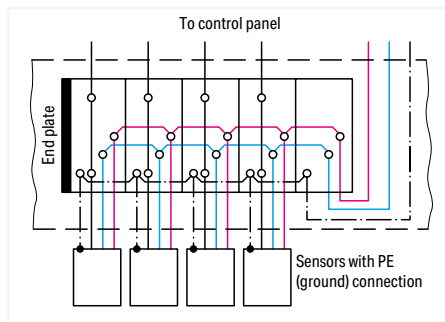 To control panel
End plate
Sensors with PE
(ground) connection